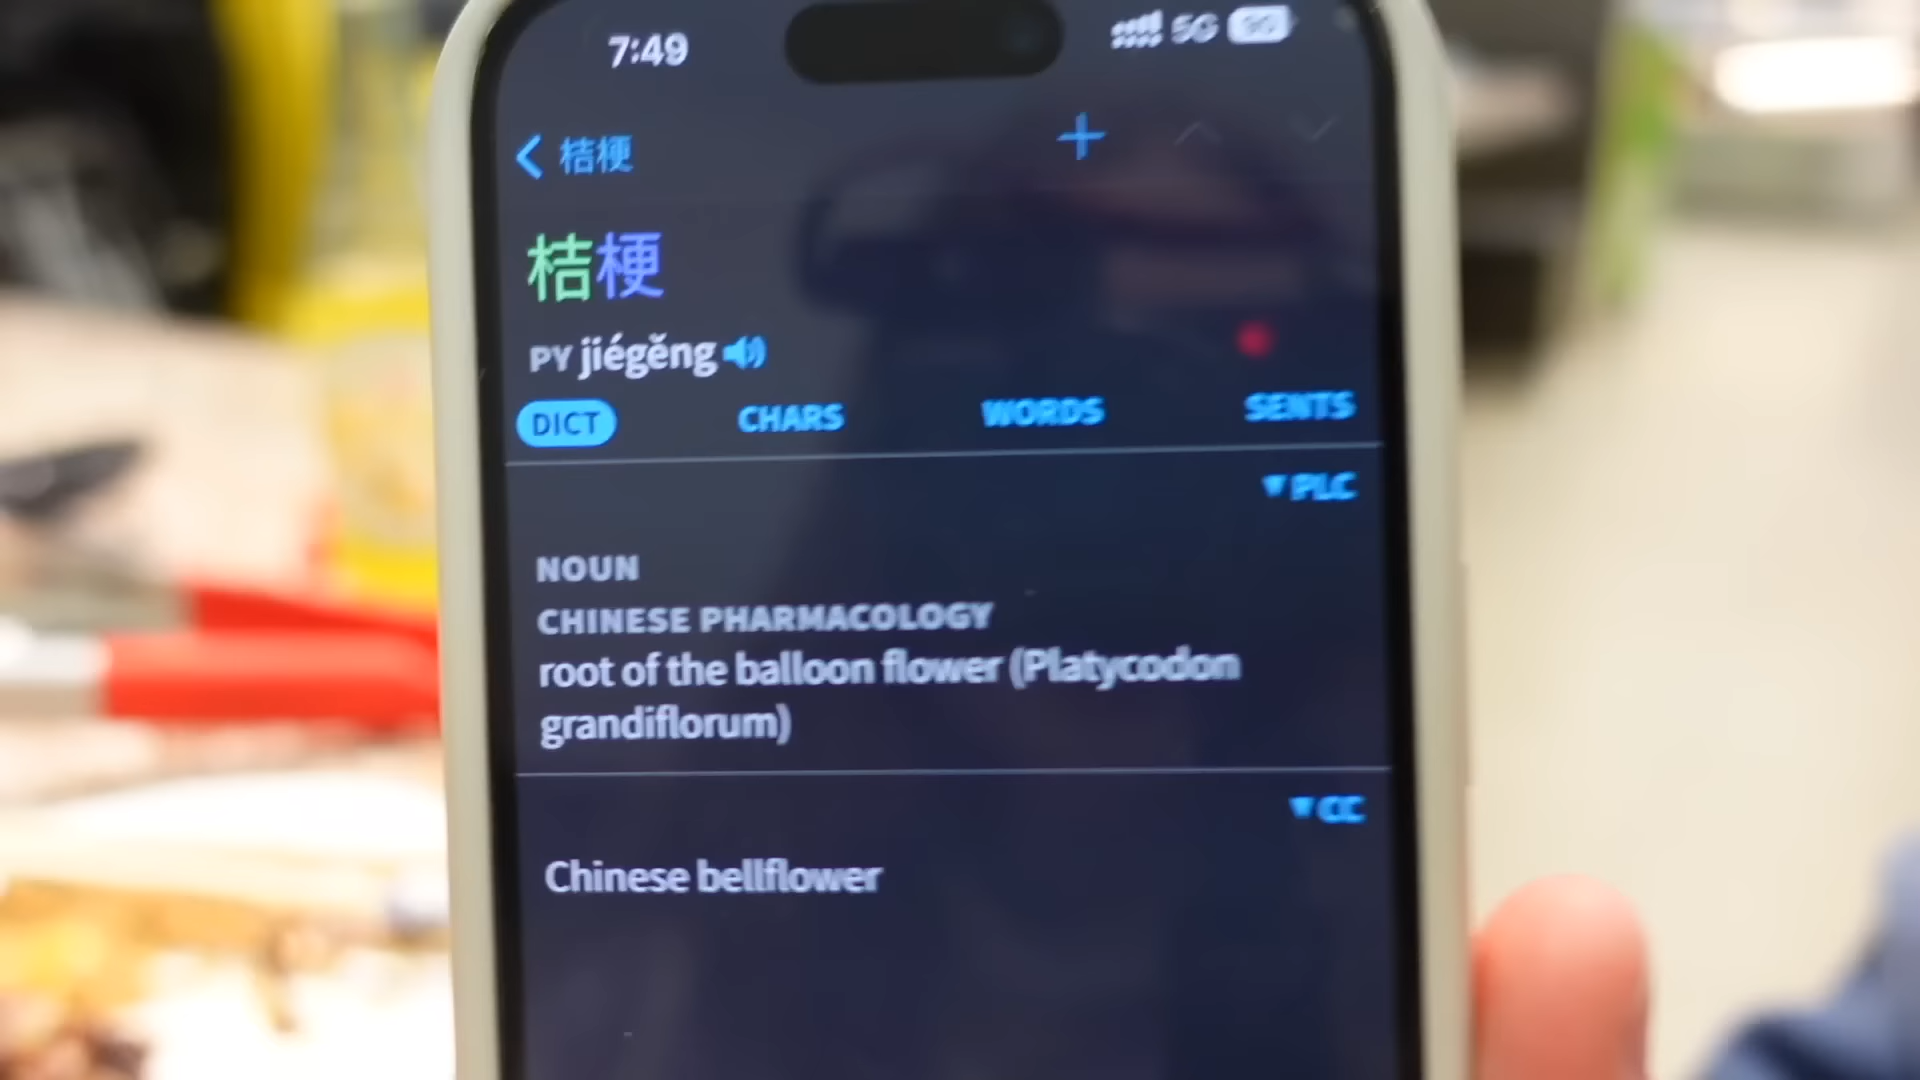 7:49
5G
桔梗
桔梗
PY jiégěng
DICT CHARS WORDS SENTS
▼PLC
NOUN
CHINESE PHARMACOLOGY
root of the balloon flower (Platycodon
grandiflorum)
▼CC
Chinese bellflower